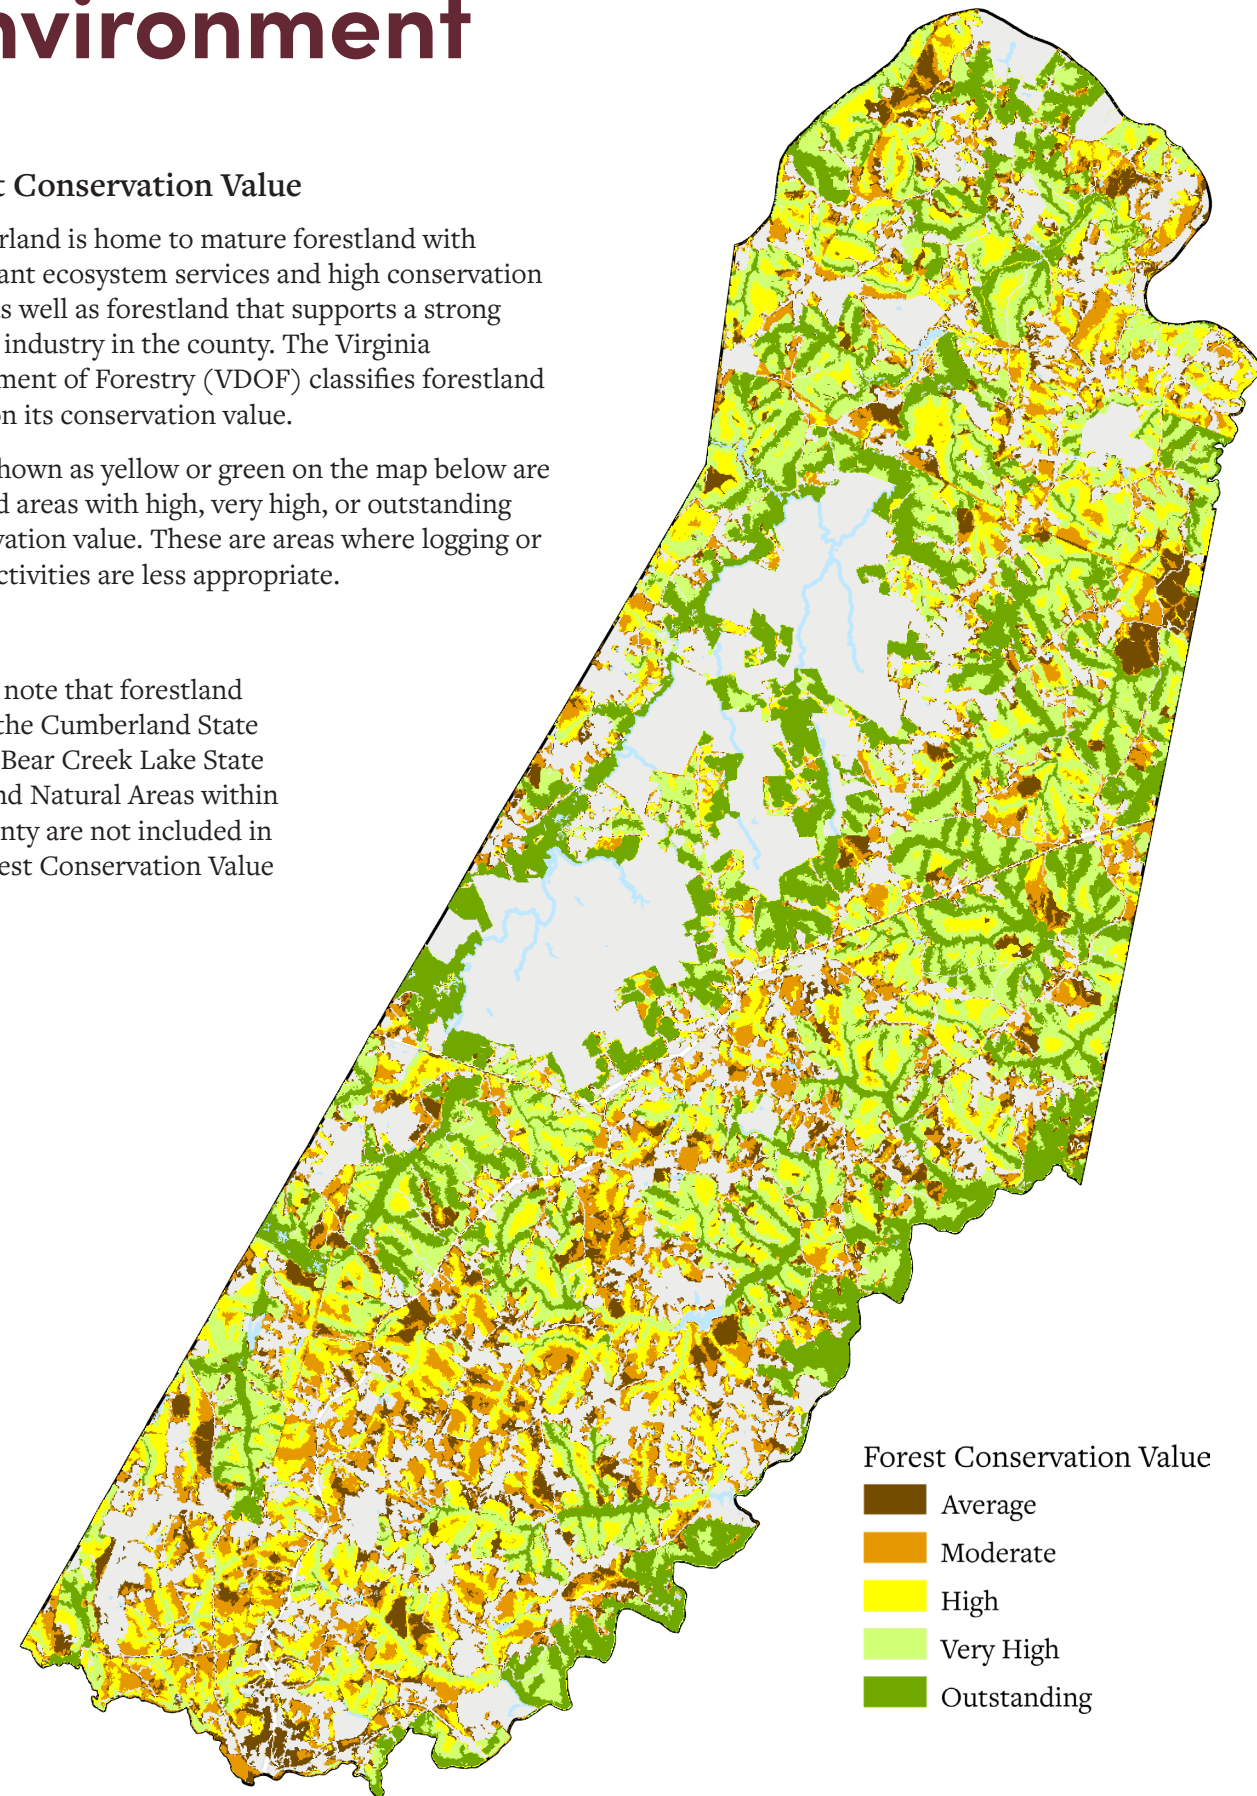 nvironment
t Conservation Value
rland is home to mature forestland with
ant ecosystem services and high conservation
s well as forestland that supports a strong
industry in the county. The Virginia
ment of Forestry (VDOF) classifies forestland
on its conservation value.
hown as yellow or green on the map below are
d areas with high, very high, or outstanding
vation value. These are areas where logging or
ctivities are less appropriate.
note that forestland
the Cumberland State
Bear Creek Lake State
nd Natural Areas within
nty are not included in
est Conservation Value
Forest Conservation Value
Average
Moderate
High
Very High
Outstanding